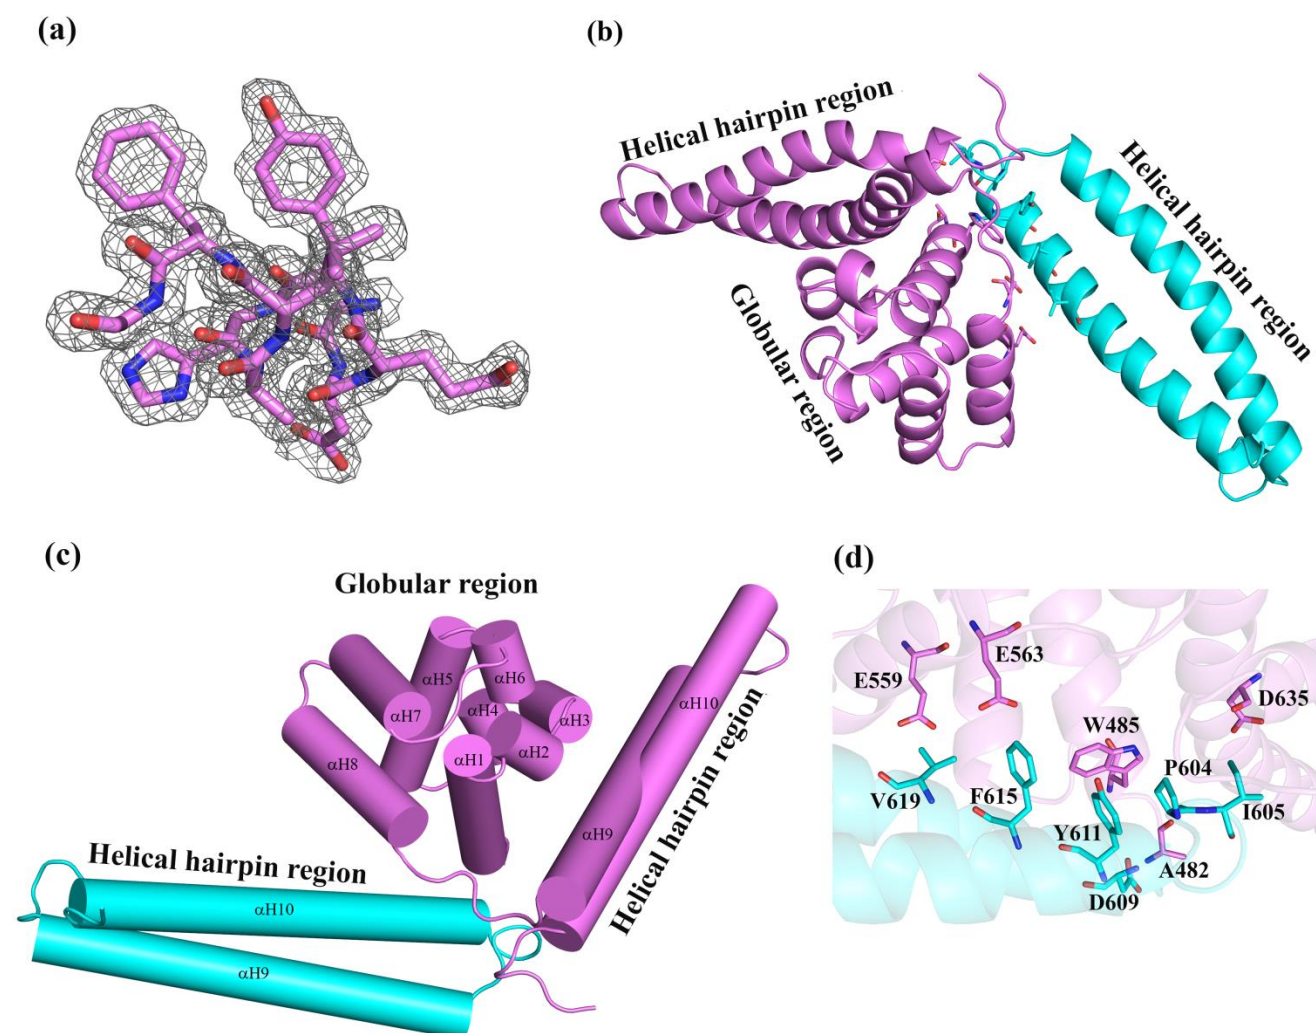 (a)
(b)
Helical hairpin region
Helical hairpin region
Globular region
(c)
Globular region
αH5
αH6
αH10
αH7
αH4
αH3
αH8
αH1
αH2
Helical hairpin region
αH9
Helical hairpin region
αH10
αH9
(d)
E563
E559
D635
W485
P604
V619
F615
I605
Y611
A482
D609